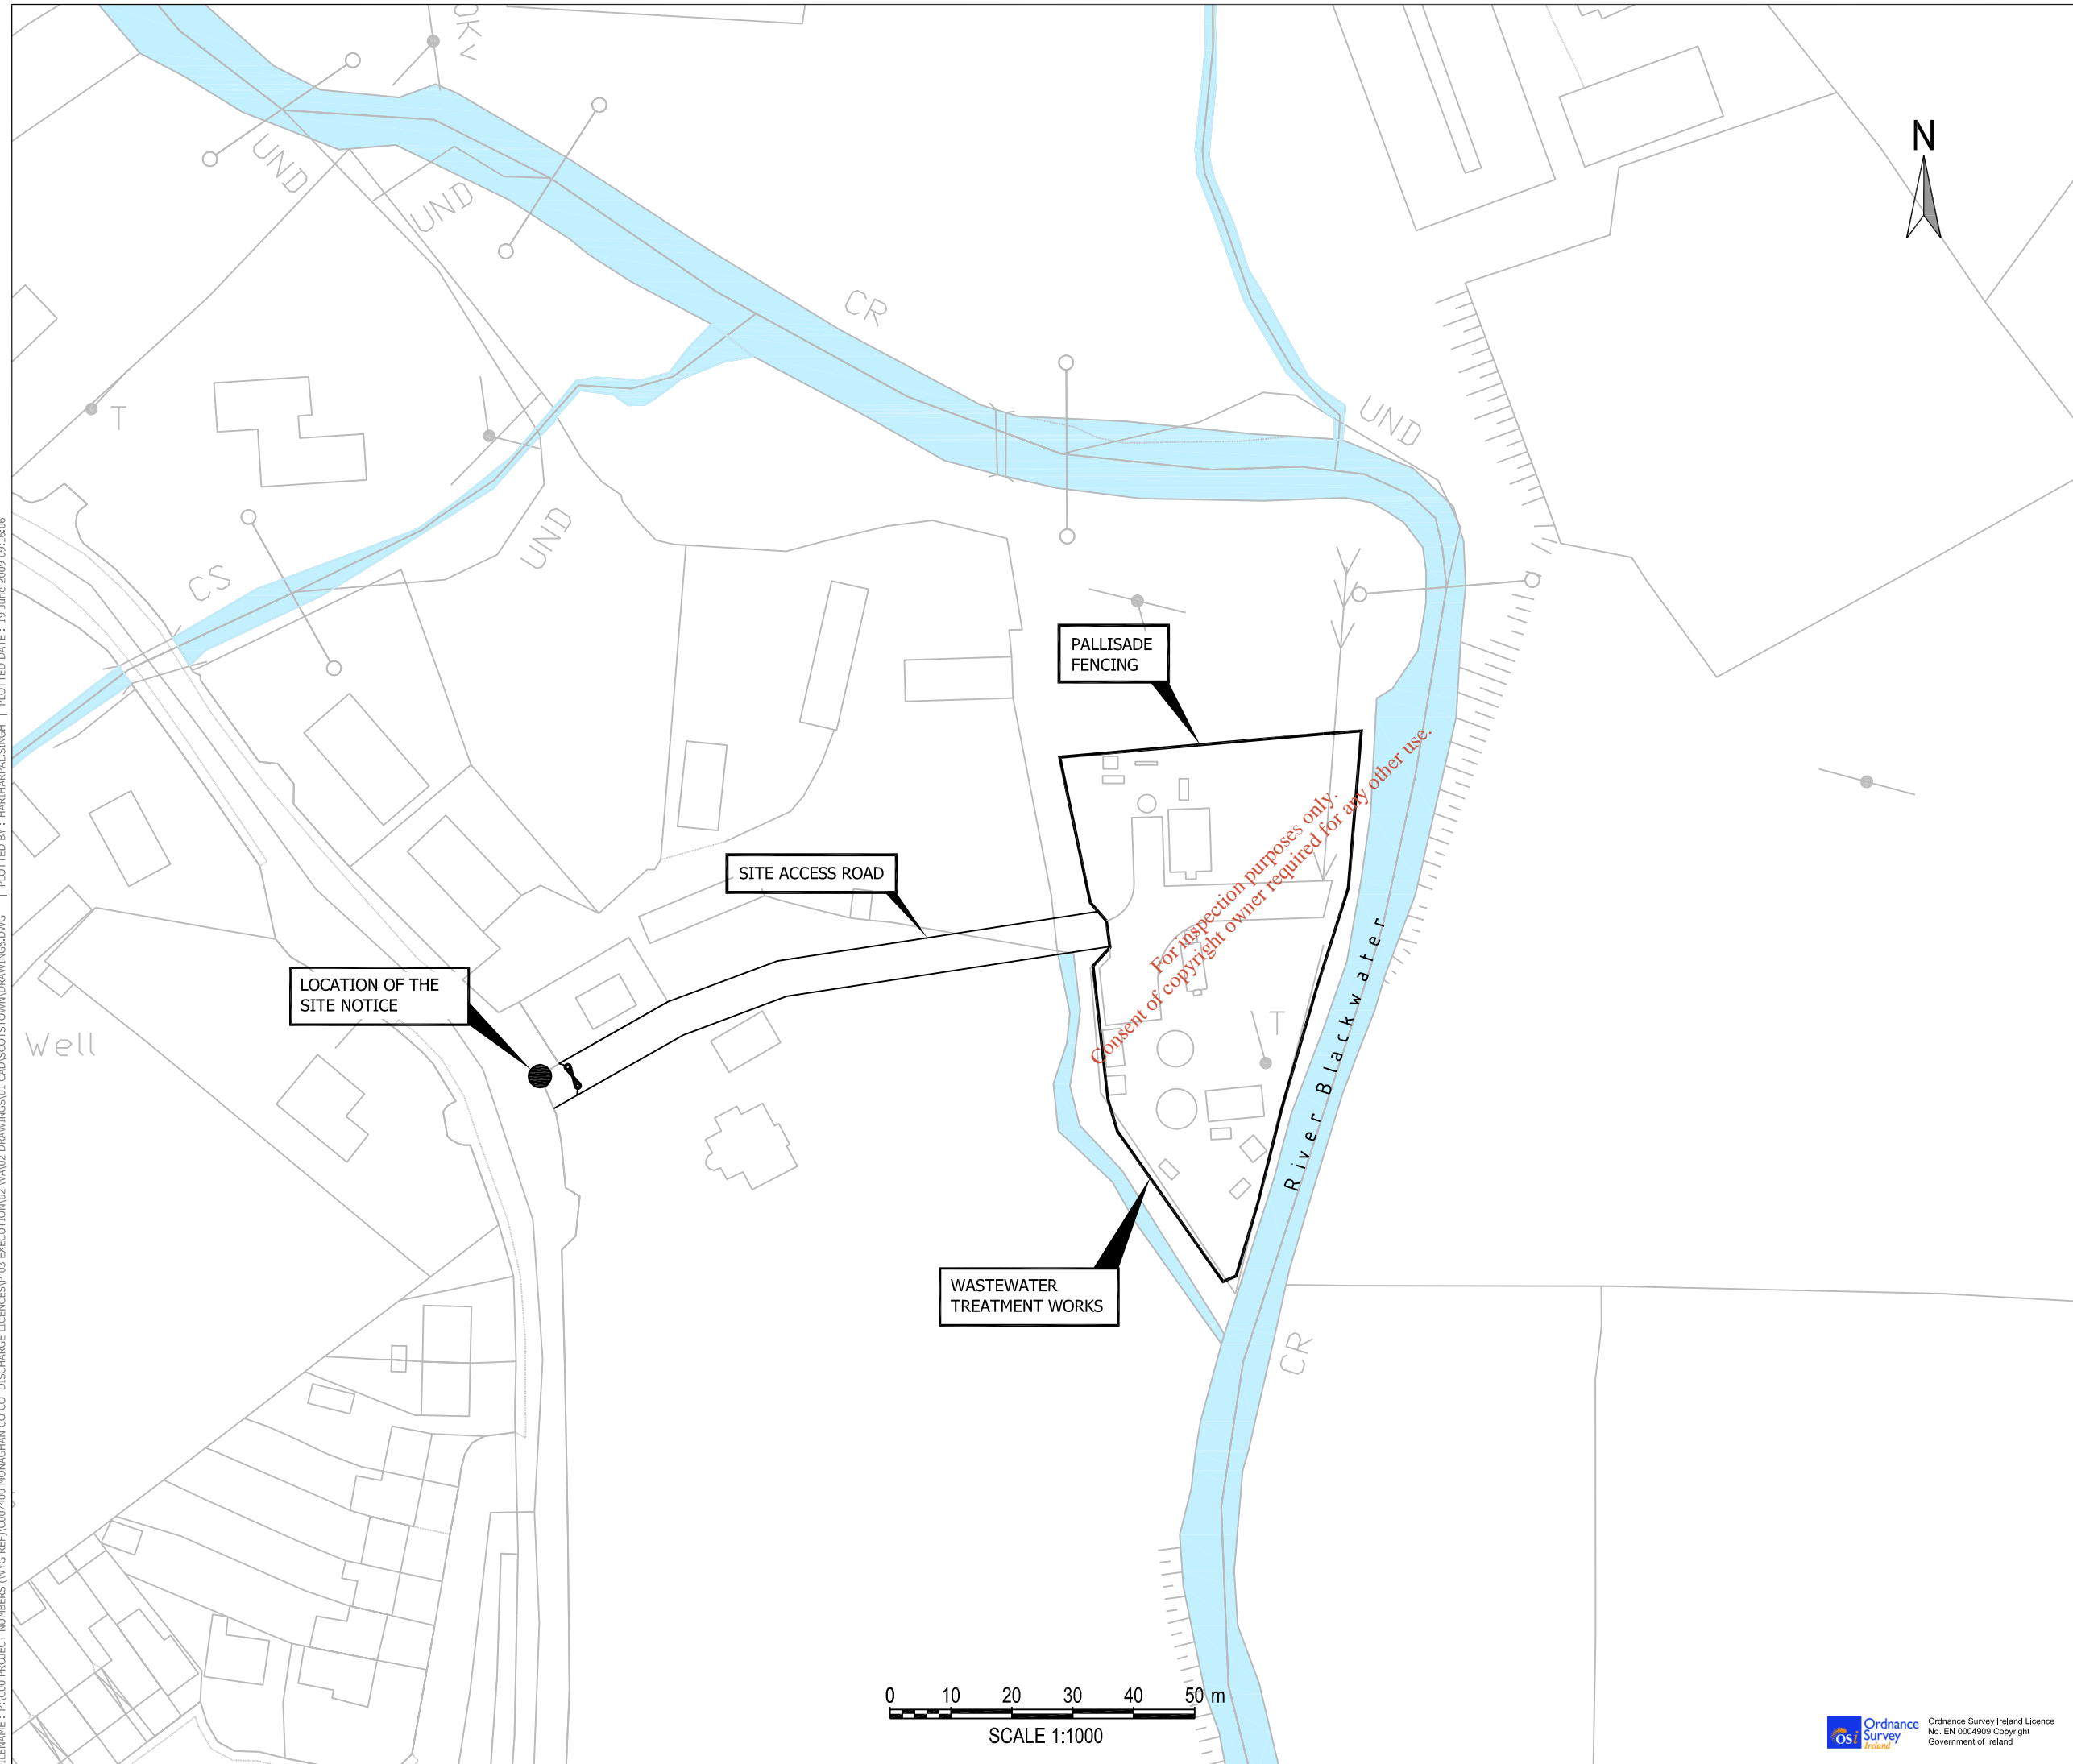 0KV
N
UND
UND
CR
UND
T
CS
UND
PALLISADE
FENCING
SITE ACCESS ROAD
LOCATION OF THE
SITE NOTICE
Well
T
River Blackwater
For inspection purposes only.
Consent of copyright owner required for any other use.
WASTEWATER
TREATMENT WORKS
CR
0 10 20 30 40 50 m
SCALE 1:1000
OSi
Ordnance
Survey
Ireland
Ordnance Survey Ireland Licence
No. EN 0004909 Copyright
Government of Ireland